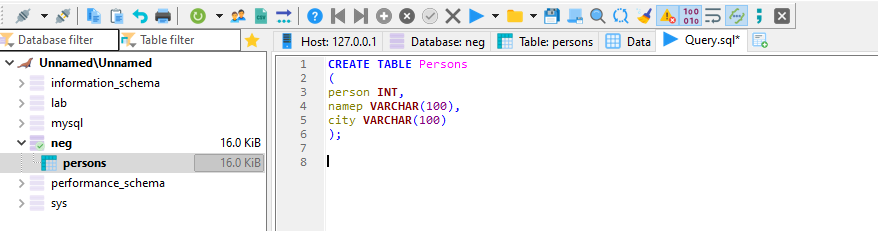 Database filter
Table filter
Host: 127.0.0.1
Database: neg
Table: persons
Data
Query.sql*
Unnamed\Unnamed
information_schema
lab
mysql
neg 16.0 KiB
persons 16.0 KiB
performance_schema
sys
1 CREATE TABLE Persons
2 (
3 person INT,
4 namep VARCHAR(100),
5 city VARCHAR(100)
6 );
7
8